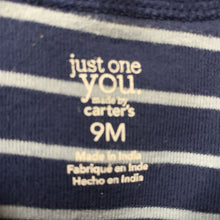 just one
you.
made by
carter's
9M
Made in India
Fabriqué en Inde
Hecho en India